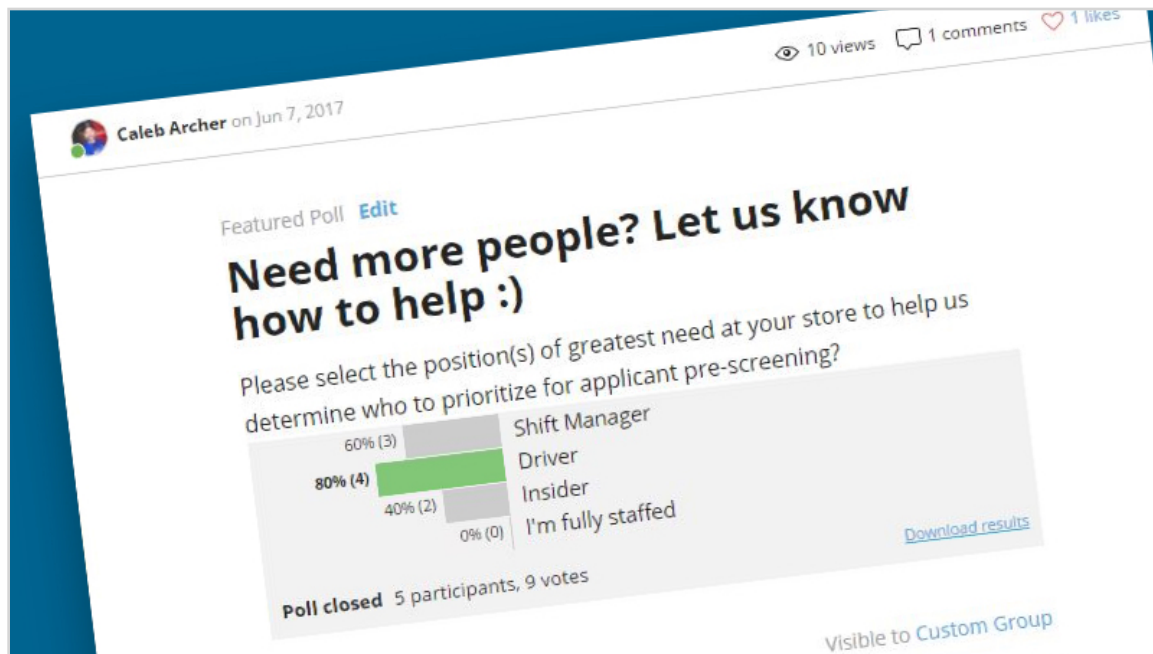 10 views 1 comments 1 likes
Caleb Archer on Jun 7, 2017
Featured Poll Edit
Need more people? Let us know
how to help :)
Please select the position(s) of greatest need at your store to help us
determine who to prioritize for applicant pre-screening?
60% (3) Shift Manager
80% (4) Driver
40% (2) Insider
0% (0) I'm fully staffed
Download results
Poll closed 5 participants, 9 votes
Visible to Custom Group